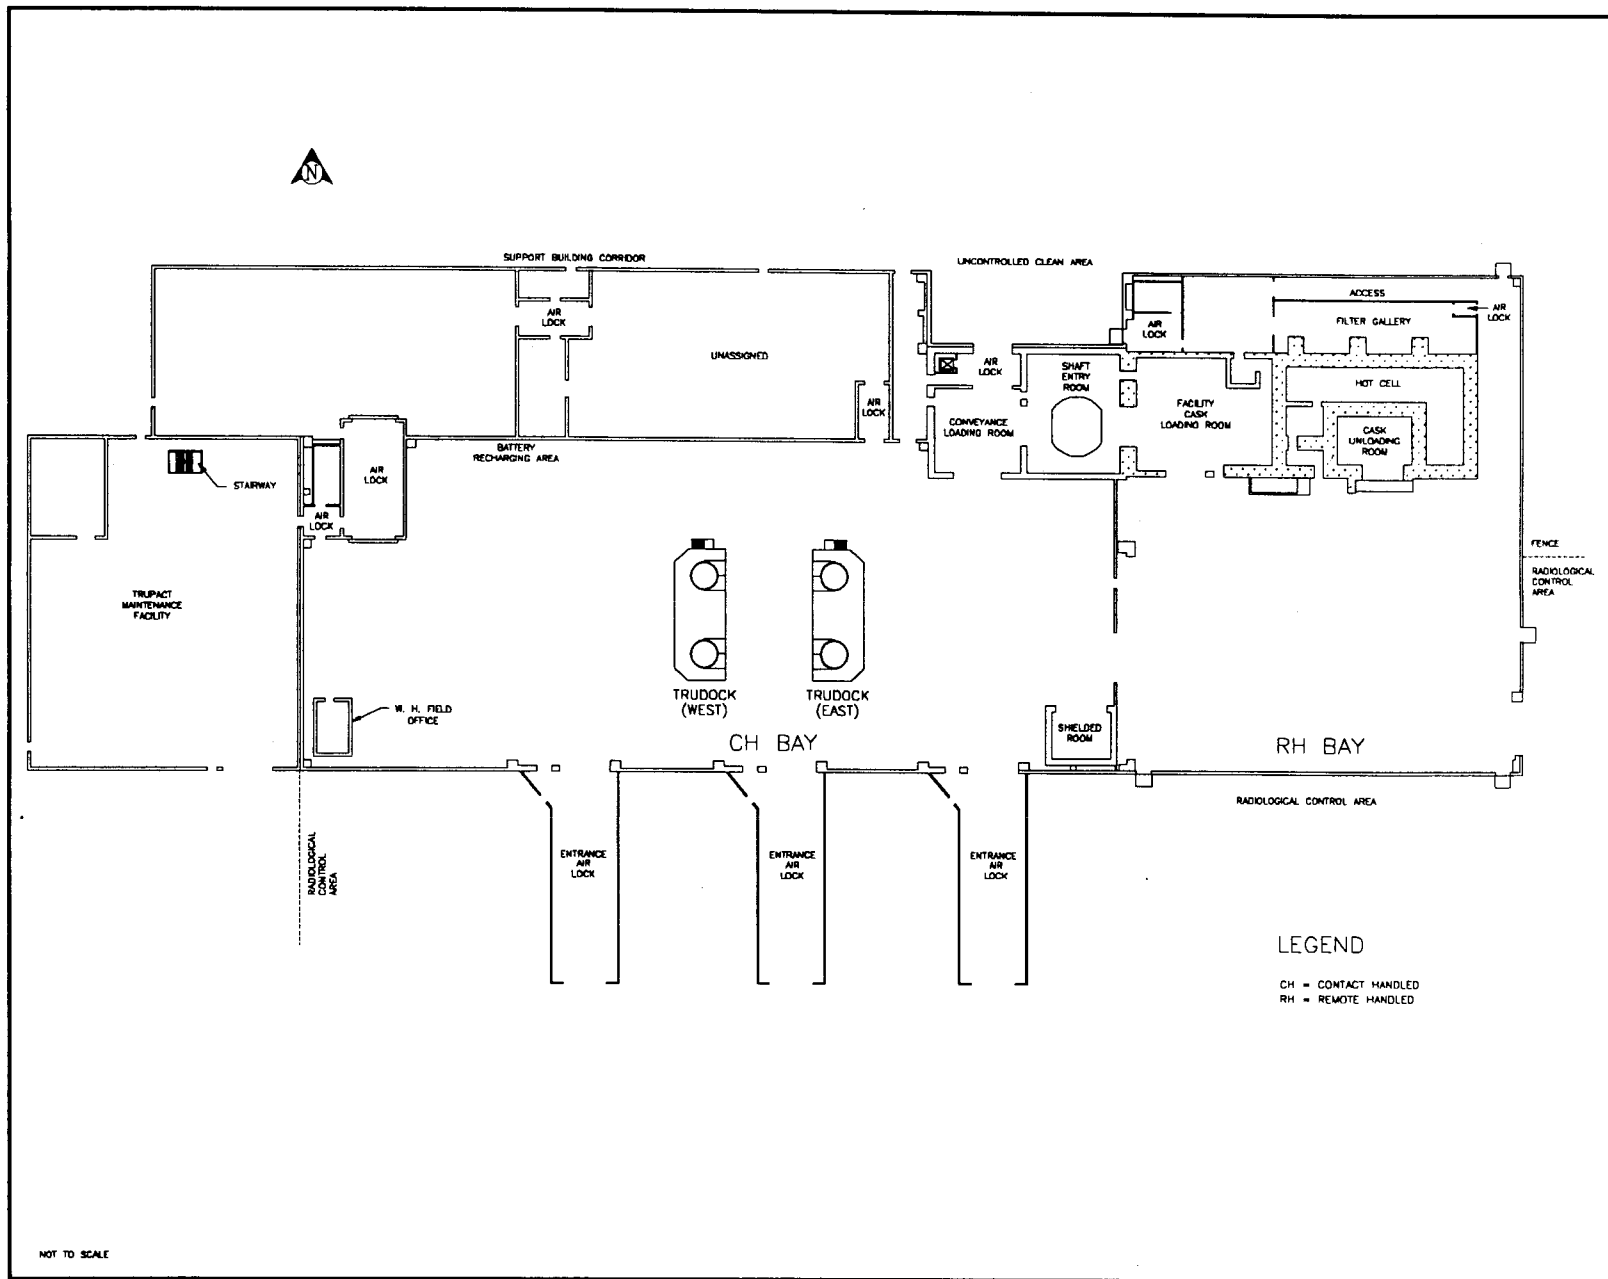 N
SUPPORT BUILDING CORRIDOR
UNCONTROLLED CLEAN AREA
ACCESS
AIR
LOCK
FILTER GALLERY
AIR
LOCK
AIR
LOCK
UNASSIGNED
AIR
LOCK
SHAFT
ENTRY
ROOM
HOT CELL
AIR
LOCK
CONVEYANCE
LOADING ROOM
FACILITY
CASK
LOADING ROOM
CASK
UNLOADING
ROOM
BATTERY
RECHARGING AREA
STAIRWAY
AIR
LOCK
AIR
LOCK
FENCE
RADIOLOGICAL
CONTROL
AREA
TRUPACT
MAINTENANCE
FACILITY
W. H. FIELD
OFFICE
TRUDOCK
(WEST)
TRUDOCK
(EAST)
SHIELDED
ROOM
CH BAY
RH BAY
RADIOLOGICAL CONTROL AREA
RADIOLOGICAL
CONTROL
AREA
ENTRANCE
AIR
LOCK
ENTRANCE
AIR
LOCK
ENTRANCE
AIR
LOCK
LEGEND
CH = CONTACT HANDLED
RH = REMOTE HANDLED
NOT TO SCALE